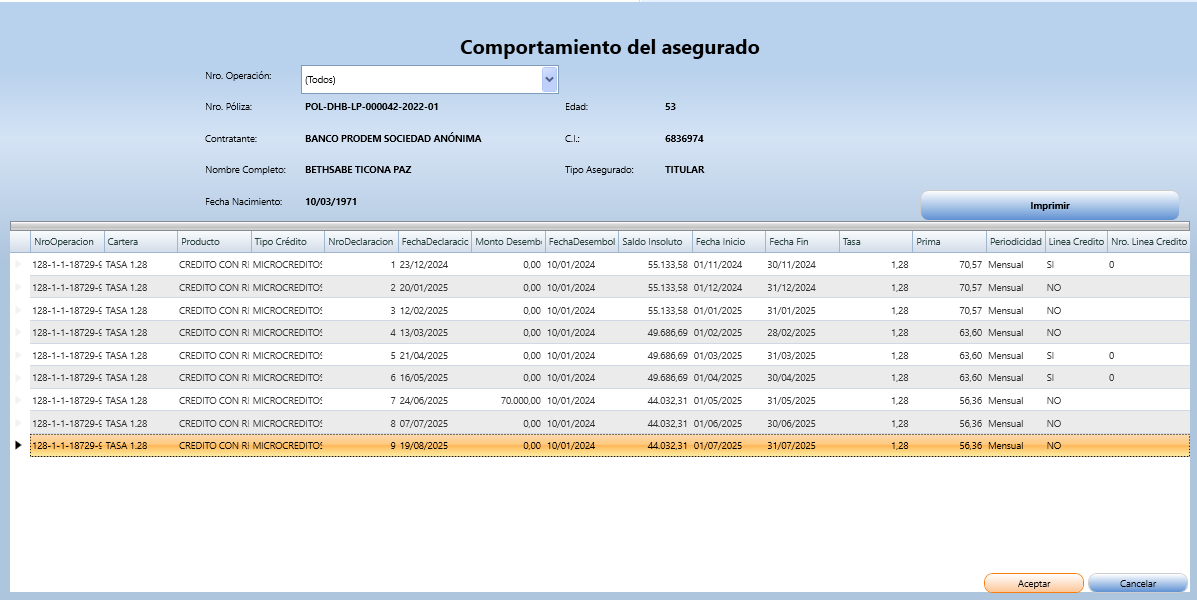 Comportamiento del asegurado
Nro. Operación: (Todos)
Nro. Póliza: POL-DHB-LP-000042-2022-01 Edad: 53
Contratante: BANCO PRODEM SOCIEDAD ANÓNIMA C.I.: 6836974
Nombre Completo: BETHSABE TICONA PAZ Tipo Asegurado: TITULAR
Fecha Nacimiento: 10/03/1971
Imprimir
NroOperacion Cartera Producto Tipo Crédito NroDeclaracion FechaDeclaracic Monto Desemb FechaDesembol Saldo Insoluto Fecha Inicio Fecha Fin Tasa Prima Periodicidad Linea Credito Nro. Linea Credito
128-1-1-18729-9 TASA 1.28 CREDITO CON RI MICROCREDITOS 1 23/12/2024 0,00 10/01/2024 55.133,58 01/11/2024 30/11/2024 1,28 70,57 Mensual SI 0
128-1-1-18729-9 TASA 1.28 CREDITO CON RI MICROCREDITOS 2 20/01/2025 0,00 10/01/2024 55.133,58 01/12/2024 31/12/2024 1,28 70,57 Mensual NO
128-1-1-18729-9 TASA 1.28 CREDITO CON RI MICROCREDITOS 3 12/02/2025 0,00 10/01/2024 55.133,58 01/01/2025 31/01/2025 1,28 70,57 Mensual NO
128-1-1-18729-9 TASA 1.28 CREDITO CON RI MICROCREDITOS 4 13/03/2025 0,00 10/01/2024 49.686,69 01/02/2025 28/02/2025 1,28 63,60 Mensual NO
128-1-1-18729-9 TASA 1.28 CREDITO CON RI MICROCREDITOS 5 21/04/2025 0,00 10/01/2024 49.686,69 01/03/2025 31/03/2025 1,28 63,60 Mensual SI 0
128-1-1-18729-9 TASA 1.28 CREDITO CON RI MICROCREDITOS 6 16/05/2025 0,00 10/01/2024 49.686,69 01/04/2025 30/04/2025 1,28 63,60 Mensual SI 0
128-1-1-18729-9 TASA 1.28 CREDITO CON RI MICROCREDITOS 7 24/06/2025 70.000,00 10/01/2024 44.032,31 01/05/2025 31/05/2025 1,28 56,36 Mensual NO
128-1-1-18729-9 TASA 1.28 CREDITO CON RI MICROCREDITOS 8 07/07/2025 0,00 10/01/2024 44.032,31 01/06/2025 30/06/2025 1,28 56,36 Mensual NO
128-1-1-18729-9 TASA 1.28 CREDITO CON RI MICROCREDITOS 9 19/08/2025 0,00 10/01/2024 44.032,31 01/07/2025 31/07/2025 1,28 56,36 Mensual NO
Aceptar Cancelar